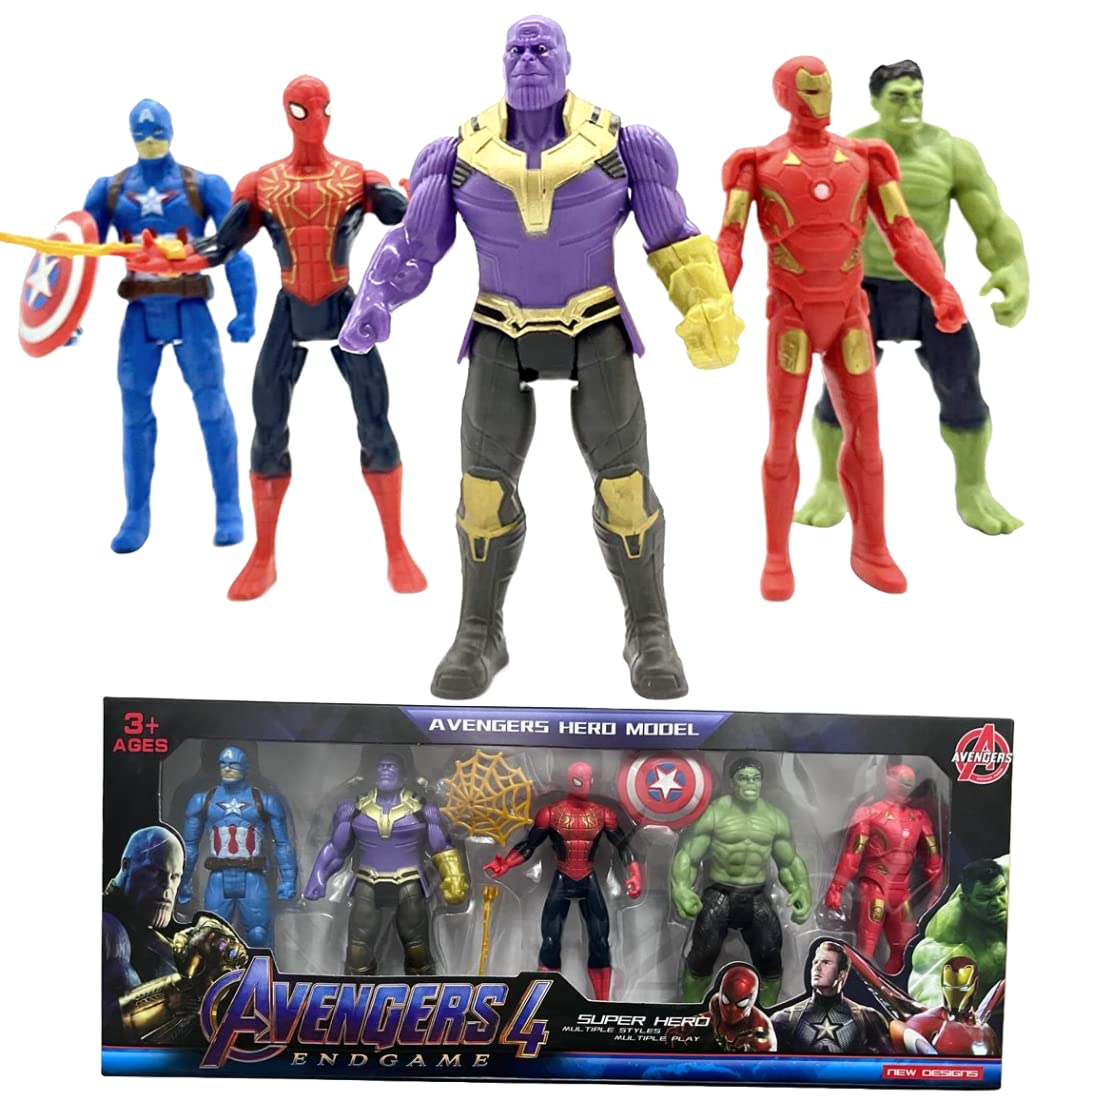 3+
AGES
AVENGERS HERO MODEL
AVENGERS
AVENGERS 4
ENDGAME
SUPER HERO
MULTIPLE STYLES
MULTIPLE PLAY
NEW DESIGNS
A